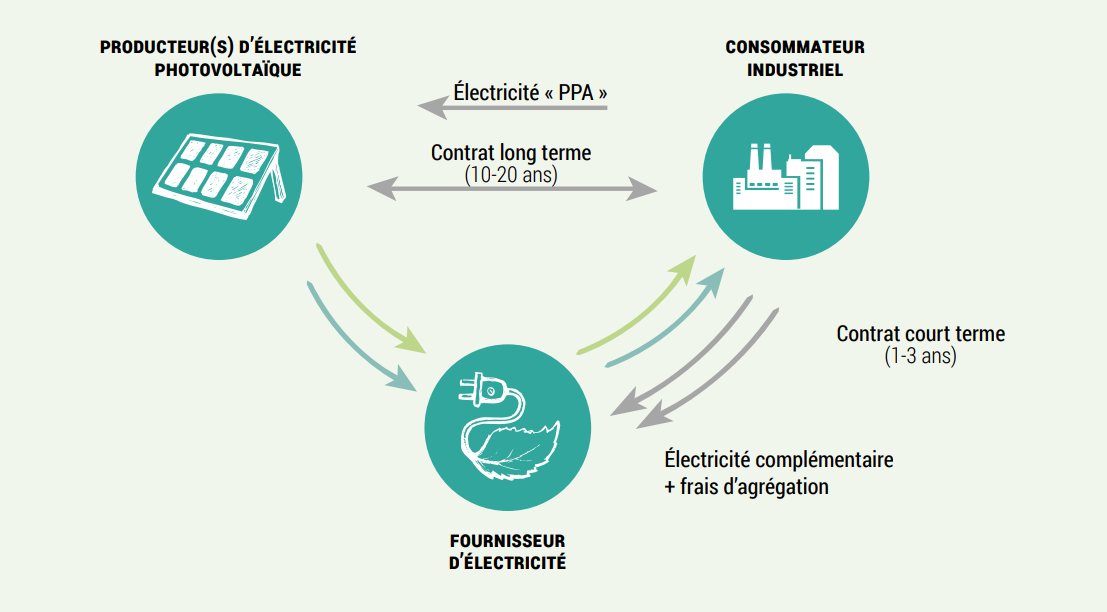 PRODUCTEUR(S) D'ÉLECTRICITÉ
PHOTOVOLTAÏQUE
CONSOMMATEUR
INDUSTRIEL
Électricité « PPA »
Contrat long terme
(10-20 ans)
Contrat court terme
(1-3 ans)
Électricité complémentaire
+ frais d'agrégation
FOURNISSEUR
D'ÉLECTRICITÉ